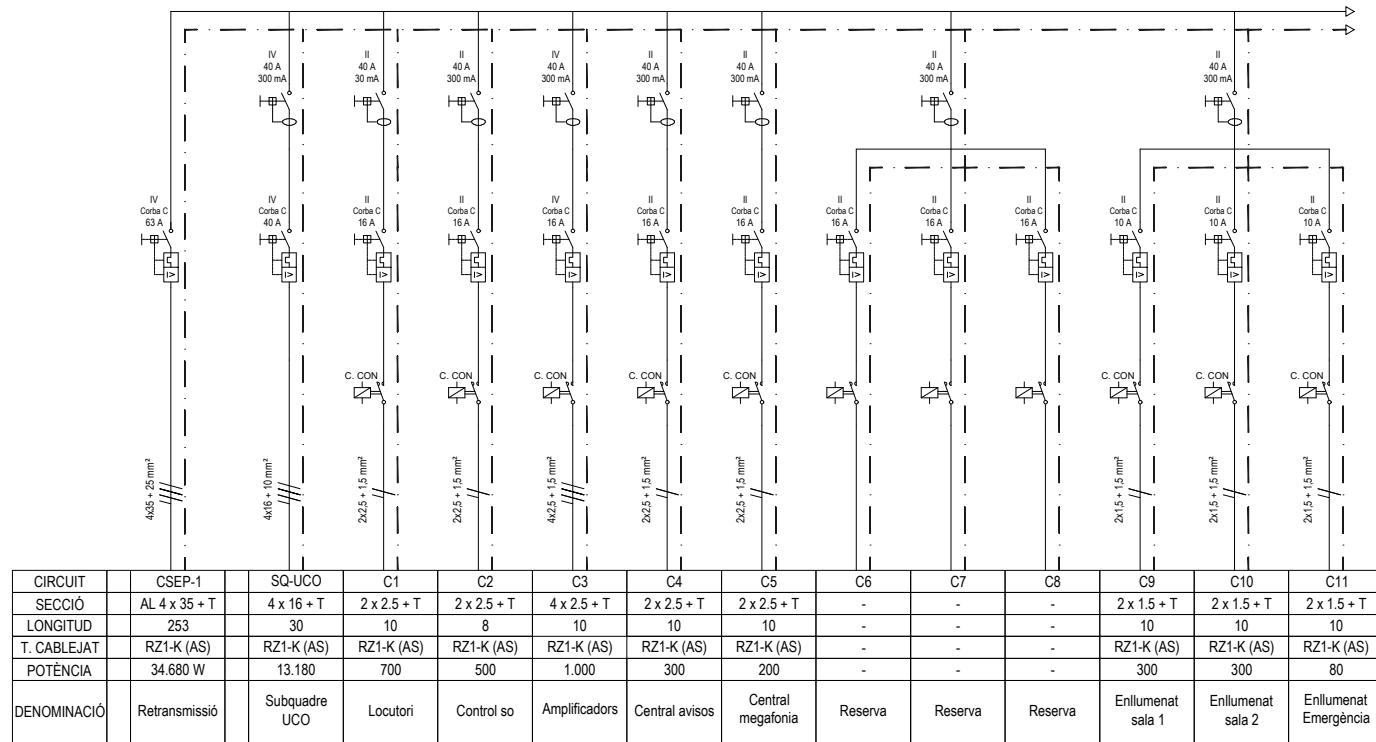 IV
40 A
300 mA
II
40 A
30 mA
II
40 A
300 mA
IV
40 A
300 mA
II
40 A
300 mA
II
40 A
300 mA
II
40 A
300 mA
II
40 A
300 mA
IV
Corba C
63 A
IV
Corba C
40 A
II
Corba C
16 A
II
Corba C
16 A
IV
Corba C
16 A
II
Corba C
16 A
II
Corba C
16 A
II
Corba C
16 A
II
Corba C
16 A
II
Corba C
16 A
II
Corba C
10 A
II
Corba C
10 A
II
Corba C
10 A
I>
I>
I>
I>
I>
I>
I>
I>
I>
I>
I>
I>
I>
C. CON
C. CON
C. CON
C. CON
C. CON
C. CON
C. CON
C. CON
4x35 + 25 mm²
4x16 + 10 mm²
2x2,5 + 1,5 mm²
2x2,5 + 1,5 mm²
4x2,5 + 1,5 mm²
2x2,5 + 1,5 mm²
2x2,5 + 1,5 mm²
2x1,5 + 1,5 mm²
2x1,5 + 1,5 mm²
2x1,5 + 1,5 mm²
CIRCUIT CSEP-1 SQ-UCO C1 C2 C3 C4 C5 C6 C7 C8 C9 C10 C11
SECCIÓ AL 4 x 35 + T 4 x 16 + T 2 x 2.5 + T 2 x 2.5 + T 4 x 2.5 + T 2 x 2.5 + T 2 x 2.5 + T - - - 2 x 1.5 + T 2 x 1.5 + T 2 x 1.5 + T
LONGITUD 253 30 10 8 10 10 10 - - - 10 10 10
T. CABLEJAT RZ1-K (AS) RZ1-K (AS) RZ1-K (AS) RZ1-K (AS) RZ1-K (AS) RZ1-K (AS) RZ1-K (AS) - - - RZ1-K (AS) RZ1-K (AS) RZ1-K (AS)
POTÈNCIA 34.680 W 13.180 700 500 1.000 300 200 - - - 300 300 80
DENOMINACIÓ Retransmissió Subquadre UCO Locutori Control so Amplificadors Central avisos Central megafonia Reserva Reserva Reserva Enllumenat sala 1 Enllumenat sala 2 Enllumenat Emergència